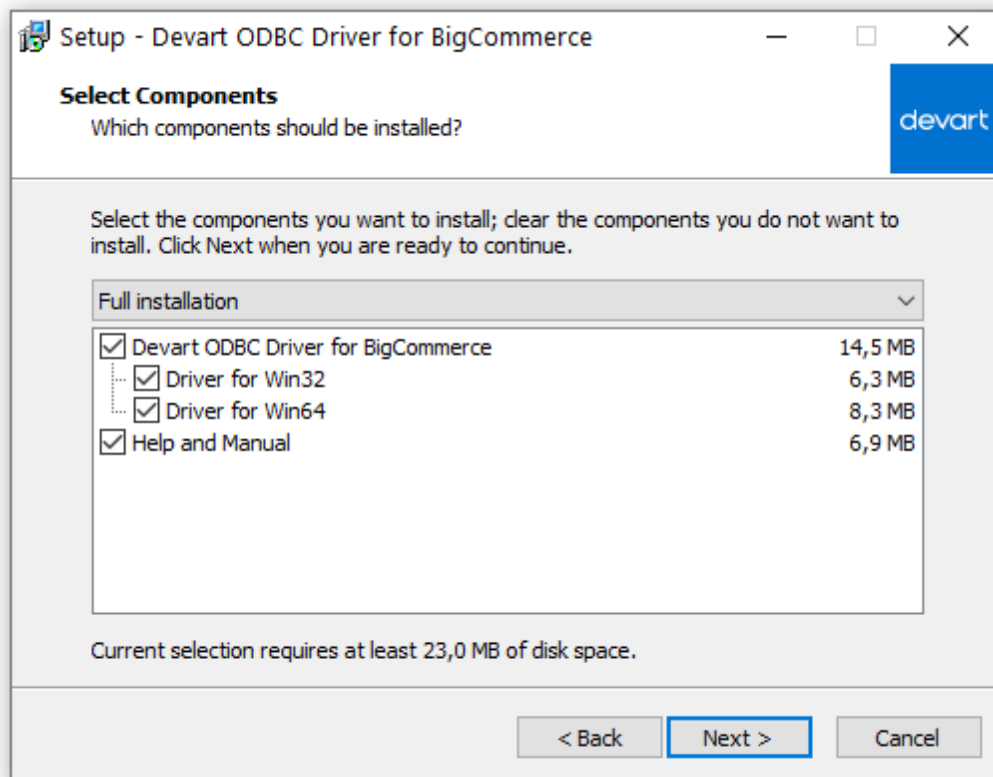 Setup - Devart ODBC Driver for BigCommerce
Select Components
Which components should be installed?
devart
Select the components you want to install; clear the components you do not want to
install. Click Next when you are ready to continue.
Full installation
Devart ODBC Driver for BigCommerce 14,5 MB
Driver for Win32 6,3 MB
Driver for Win64 8,3 MB
Help and Manual 6,9 MB
Current selection requires at least 23,0 MB of disk space.
< Back Next > Cancel